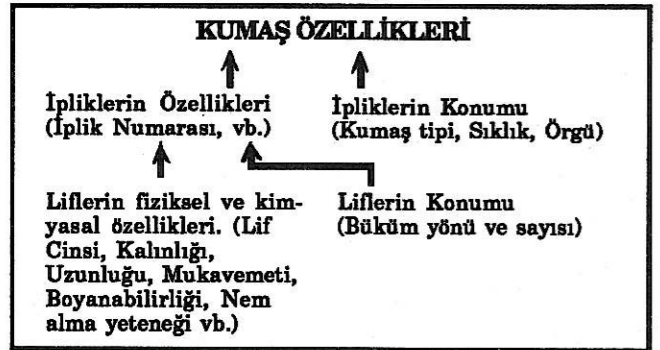 KUMAŞ ÖZELLİKLERİ
İpliklerin Özellikleri
(İplik Numarası, vb.)
İpliklerin Konumu
(Kumaş tipi, Sıklık, Örgü)
Liflerin fiziksel ve kim-
yasal özellikleri. (Lif
Cinsi, Kalınlığı,
Uzunluğu, Mukavemeti,
Boyanabilirliği, Nem
alma yeteneği vb.)
Liflerin Konumu
(Büküm yönü ve sayısı)